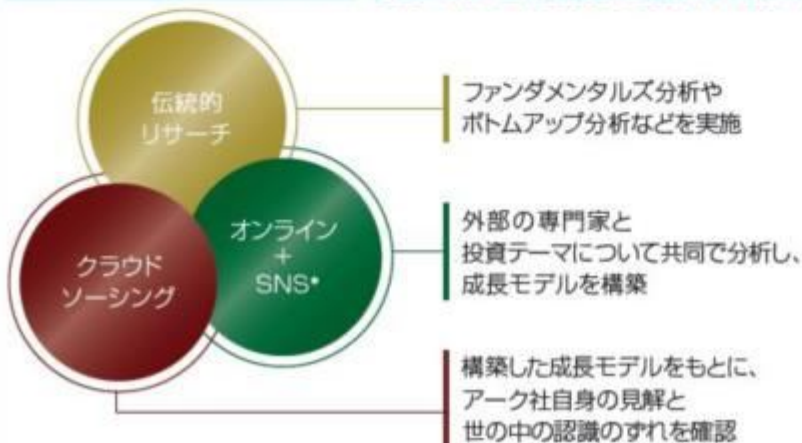 伝統的
リサーチ
ファンダメンタルズ分析や
ボトムアップ分析などを実施
オンライン
+
SNS*
外部の専門家と
投資テーマについて共同で分析し、
成長モデルを構築
クラウド
ソーシング
構築した成長モデルをもとに、
アーク社自身の見解と
世の中の認識のずれを確認